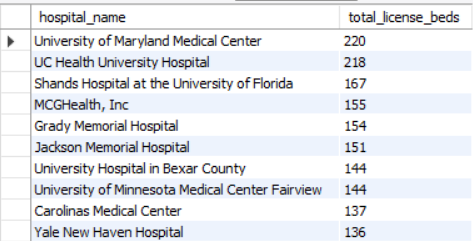 hospital_name total_license_beds
University of Maryland Medical Center 220
UC Health University Hospital 218
Shands Hospital at the University of Florida 167
MCGHealth, Inc 155
Grady Memorial Hospital 154
Jackson Memorial Hospital 151
University Hospital in Bexar County 144
University of Minnesota Medical Center Fairview 144
Carolinas Medical Center 137
Yale New Haven Hospital 136